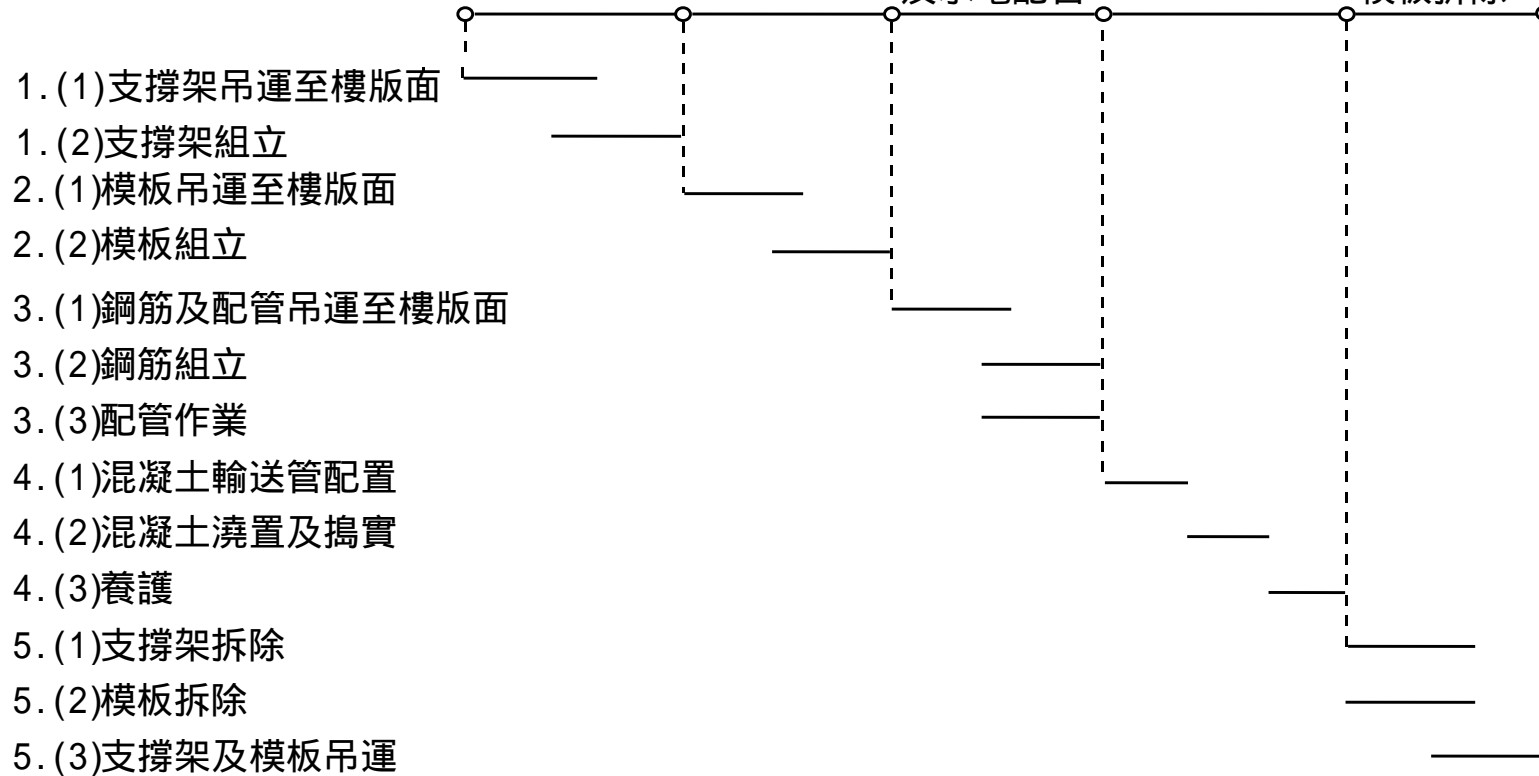 1.(1)支撐架吊運至樓版面
1.(2)支撐架組立
2.(1)模板吊運至樓版面
2.(2)模板組立
3.(1)鋼筋及配管吊運至樓版面
3.(2)鋼筋組立
3.(3)配管作業
4.(1)混凝土輸送管配置
4.(2)混凝土澆置及搗實
4.(3)養護
5.(1)支撐架拆除
5.(2)模板拆除
5.(3)支撐架及模板吊運